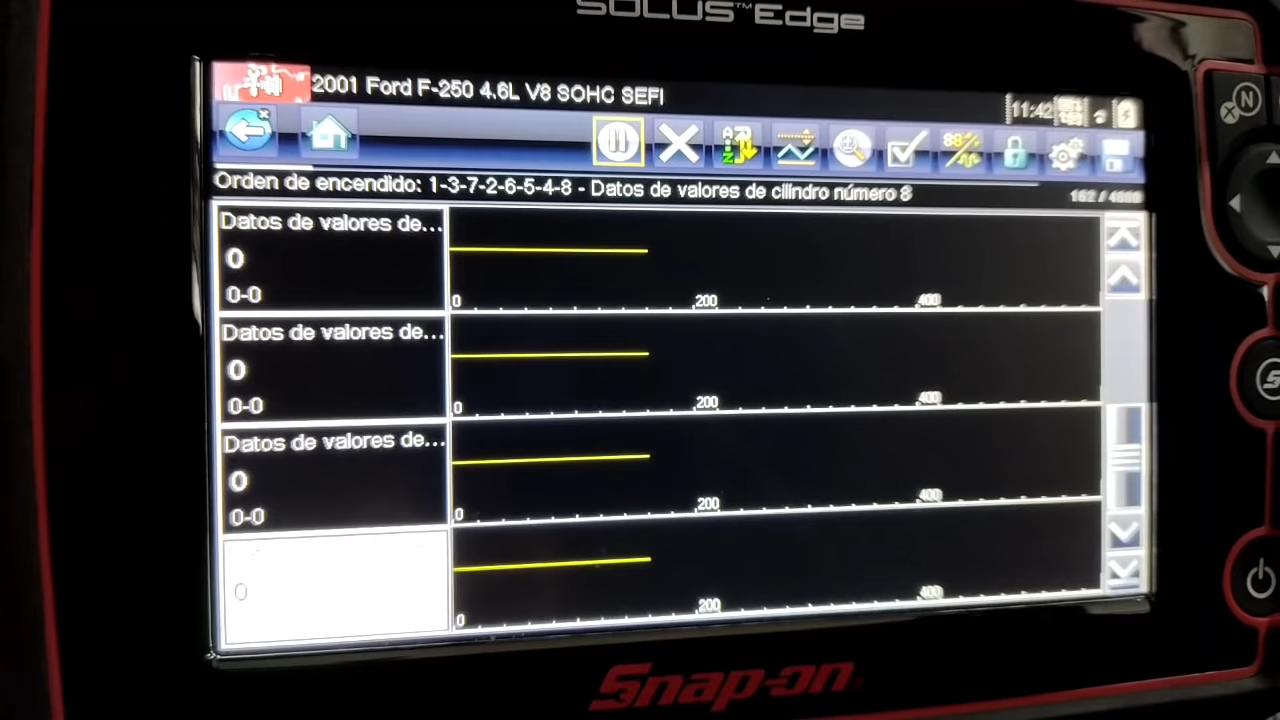 SOLUS™Edge
2001 Ford F-250 4.6L V8 SOHC SEFI
11:42
Orden de encendido: 1-3-7-2-6-5-4-8 - Datos de valores de cilindro número 8
Datos de valores de...
0
0-0
0 200 400
Datos de valores de...
0
0-0
0 200 400
Datos de valores de...
0
0-0
0 200 400
0
0 200 400
Snap-on